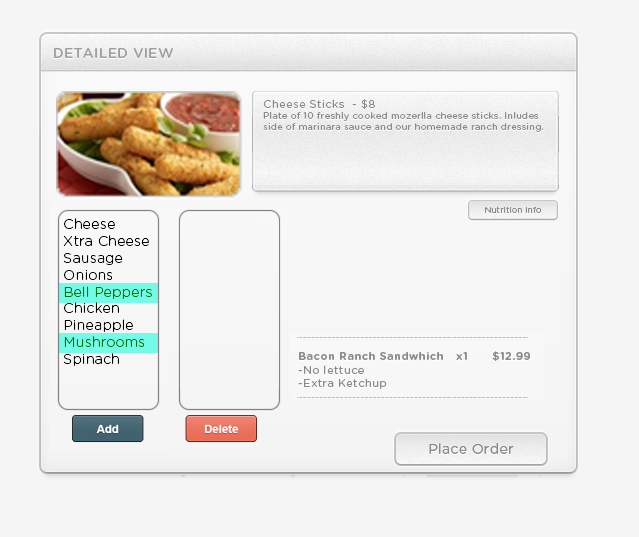 DETAILED VIEW
Cheese Sticks - $8
Plate of 10 freshly cooked mozerlla cheese sticks. Inludes
side of marinara sauce and our homemade ranch dressing.
Nutrition info
Cheese
Xtra Cheese
Sausage
Onions
Bell Peppers
Chicken
Pineapple
Mushrooms
Spinach
Add
Delete
Bacon Ranch Sandwhich x1 $12.99
-No lettuce
-Extra Ketchup
Place Order